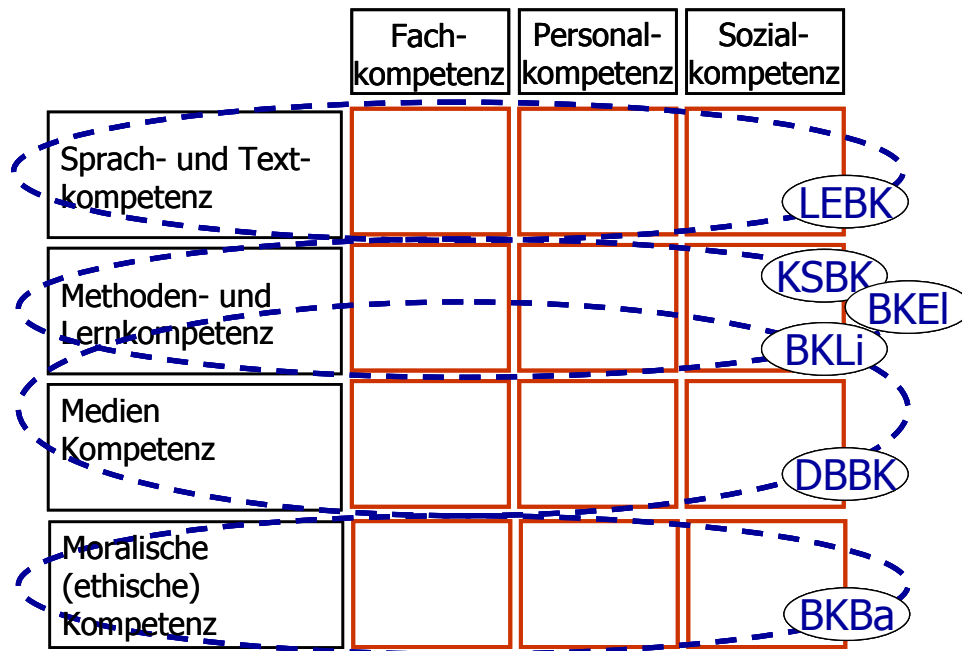 Fach-
kompetenz
Personal-
kompetenz
Sozial-
kompetenz
Sprach- und Text-
kompetenz
LEBK
Methoden- und
Lernkompetenz
KSBK
BKEl
BKLi
Medien
Kompetenz
DBBK
Moralische
(ethische)
Kompetenz
BKBa